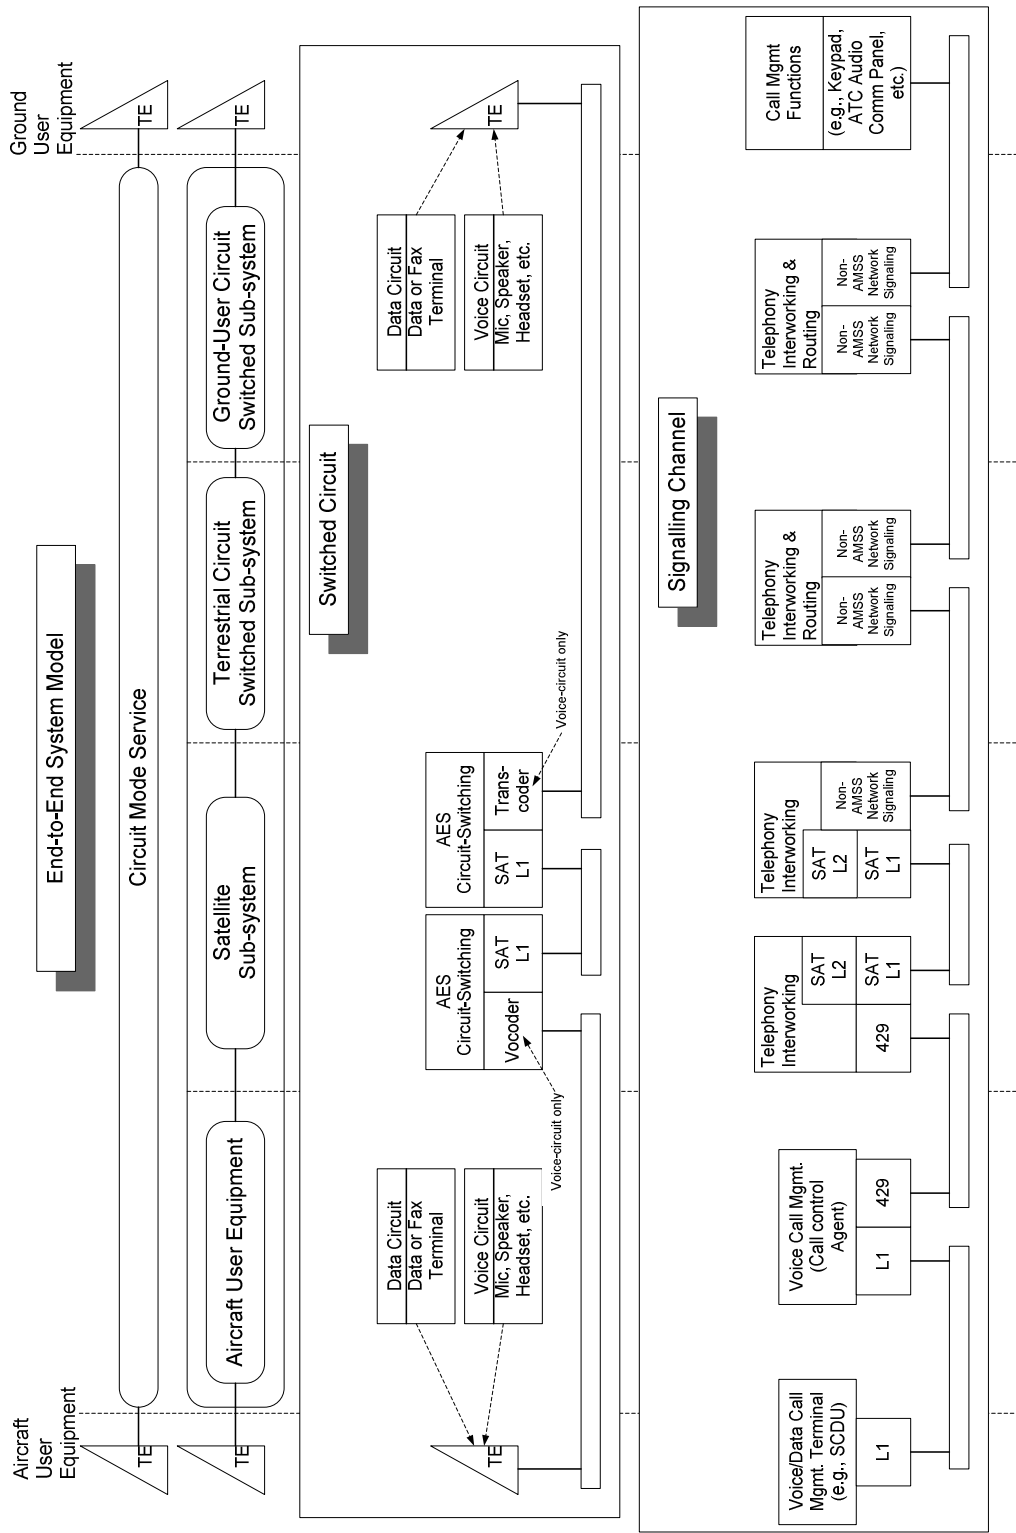 End-to-End System Model
Aircraft
User
Equipment
Ground
User
Equipment
TE
Circuit Mode Service
TE
TE
Aircraft User Equipment
Satellite
Sub-system
Terrestrial Circuit
Switched Sub-system
Ground-User Circuit
Switched Sub-system
TE
Switched Circuit
Data Circuit
Data or Fax
Terminal
Voice Circuit
Mic, Speaker,
Headset, etc.
TE
Voice-circuit only
AES
Circuit-Switching
Vocoder
SAT
L1
AES
Circuit-Switching
SAT
L1
Trans-
coder
Voice-circuit only
Data Circuit
Data or Fax
Terminal
Voice Circuit
Mic, Speaker,
Headset, etc.
TE
Signalling Channel
Voice/Data Call
Mgmt. Terminal
(e.g., SCDU)
L1
Voice Call Mgmt.
(Call control
Agent)
L1
429
Telephony
Interworking
SAT
L2
429
SAT
L1
Telephony
Interworking
SAT
L2
SAT
L1
Non-
AMSS
Network
Signaling
Telephony
Interworking &
Routing
Non-
AMSS
Network
Signaling
Non-
AMSS
Network
Signaling
Telephony
Interworking &
Routing
Non-
AMSS
Network
Signaling
Non-
AMSS
Network
Signaling
Call Mgmt
Functions
(e.g., Keypad,
ATC Audio
Comm Panel,
etc.)